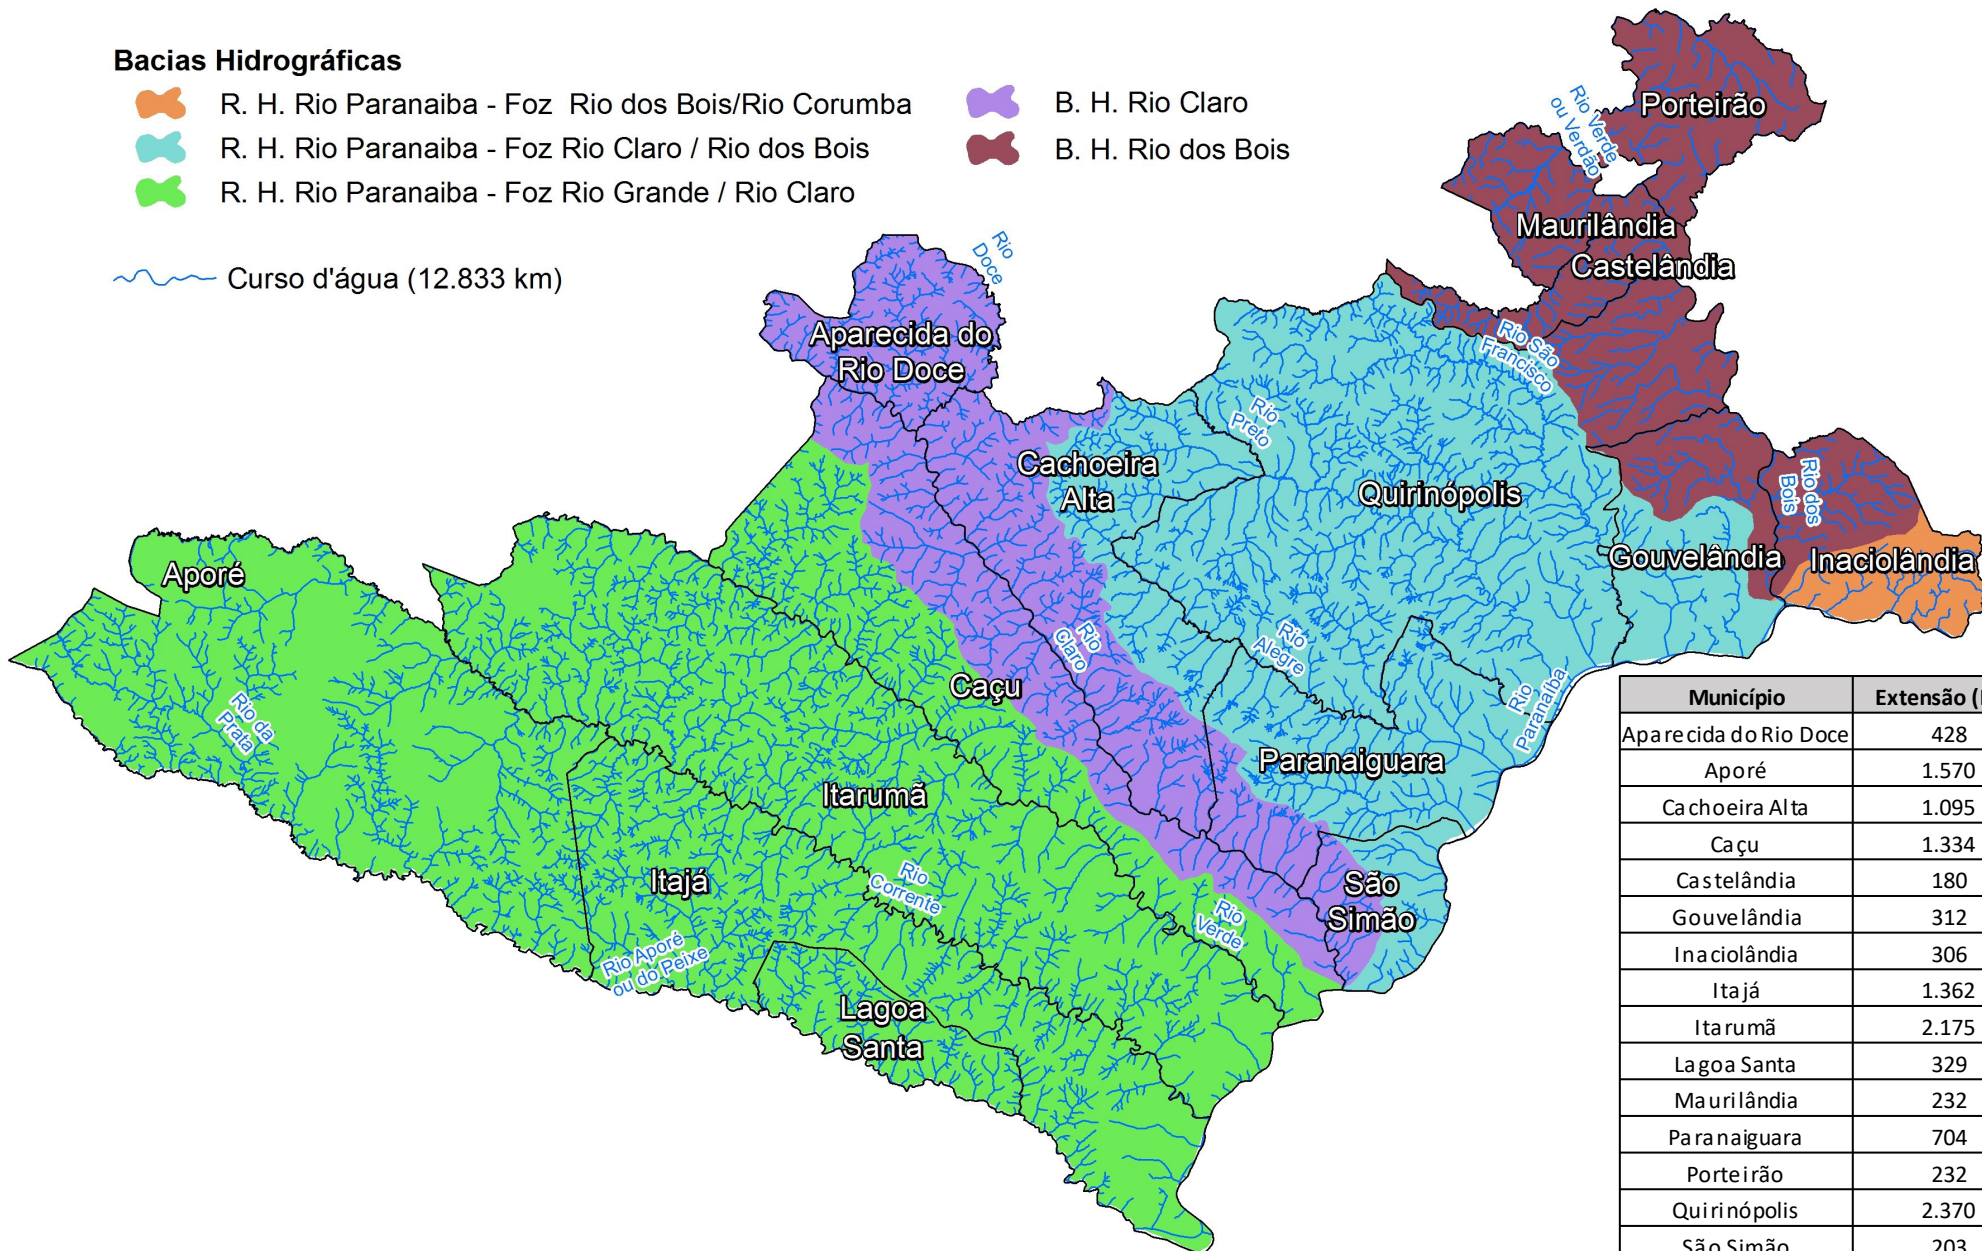 Bacias Hidrográficas
R. H. Rio Paranaiba - Foz Rio dos Bois/Rio Corumba
R. H. Rio Paranaiba - Foz Rio Claro / Rio dos Bois
R. H. Rio Paranaiba - Foz Rio Grande / Rio Claro
B. H. Rio Claro
B. H. Rio dos Bois
Curso d'água (12.833 km)
Porteirão
Rio Verde
ou Verdão
Maurilândia
Castelândia
Rio
Doce
Aparecida do
Rio Doce
Rio São
Francisco
Rio
Preto
Cachoeira
Alta
Quirinópolis
Rio dos
Bois
Gouvelândia
Inaciolândia
Aporé
Rio
Claro
Rio
Alegre
Caçu
Rio
Paranaíba
Rio da
Prata
Paranaiguara
Itarumã
Itajá
Rio
Corrente
São
Simão
Rio
Verde
Rio Aporé
ou do Peixe
Lagoa
Santa
Município Extensão (
Aparecida do Rio Doce 428
Aporé 1.570
Cachoeira Alta 1.095
Caçu 1.334
Castelândia 180
Gouvelândia 312
Inaciolândia 306
Itajá 1.362
Itarumã 2.175
Lagoa Santa 329
Maurilândia 232
Paranaiguara 704
Porteirão 232
Quirinópolis 2.370
São Simão 203